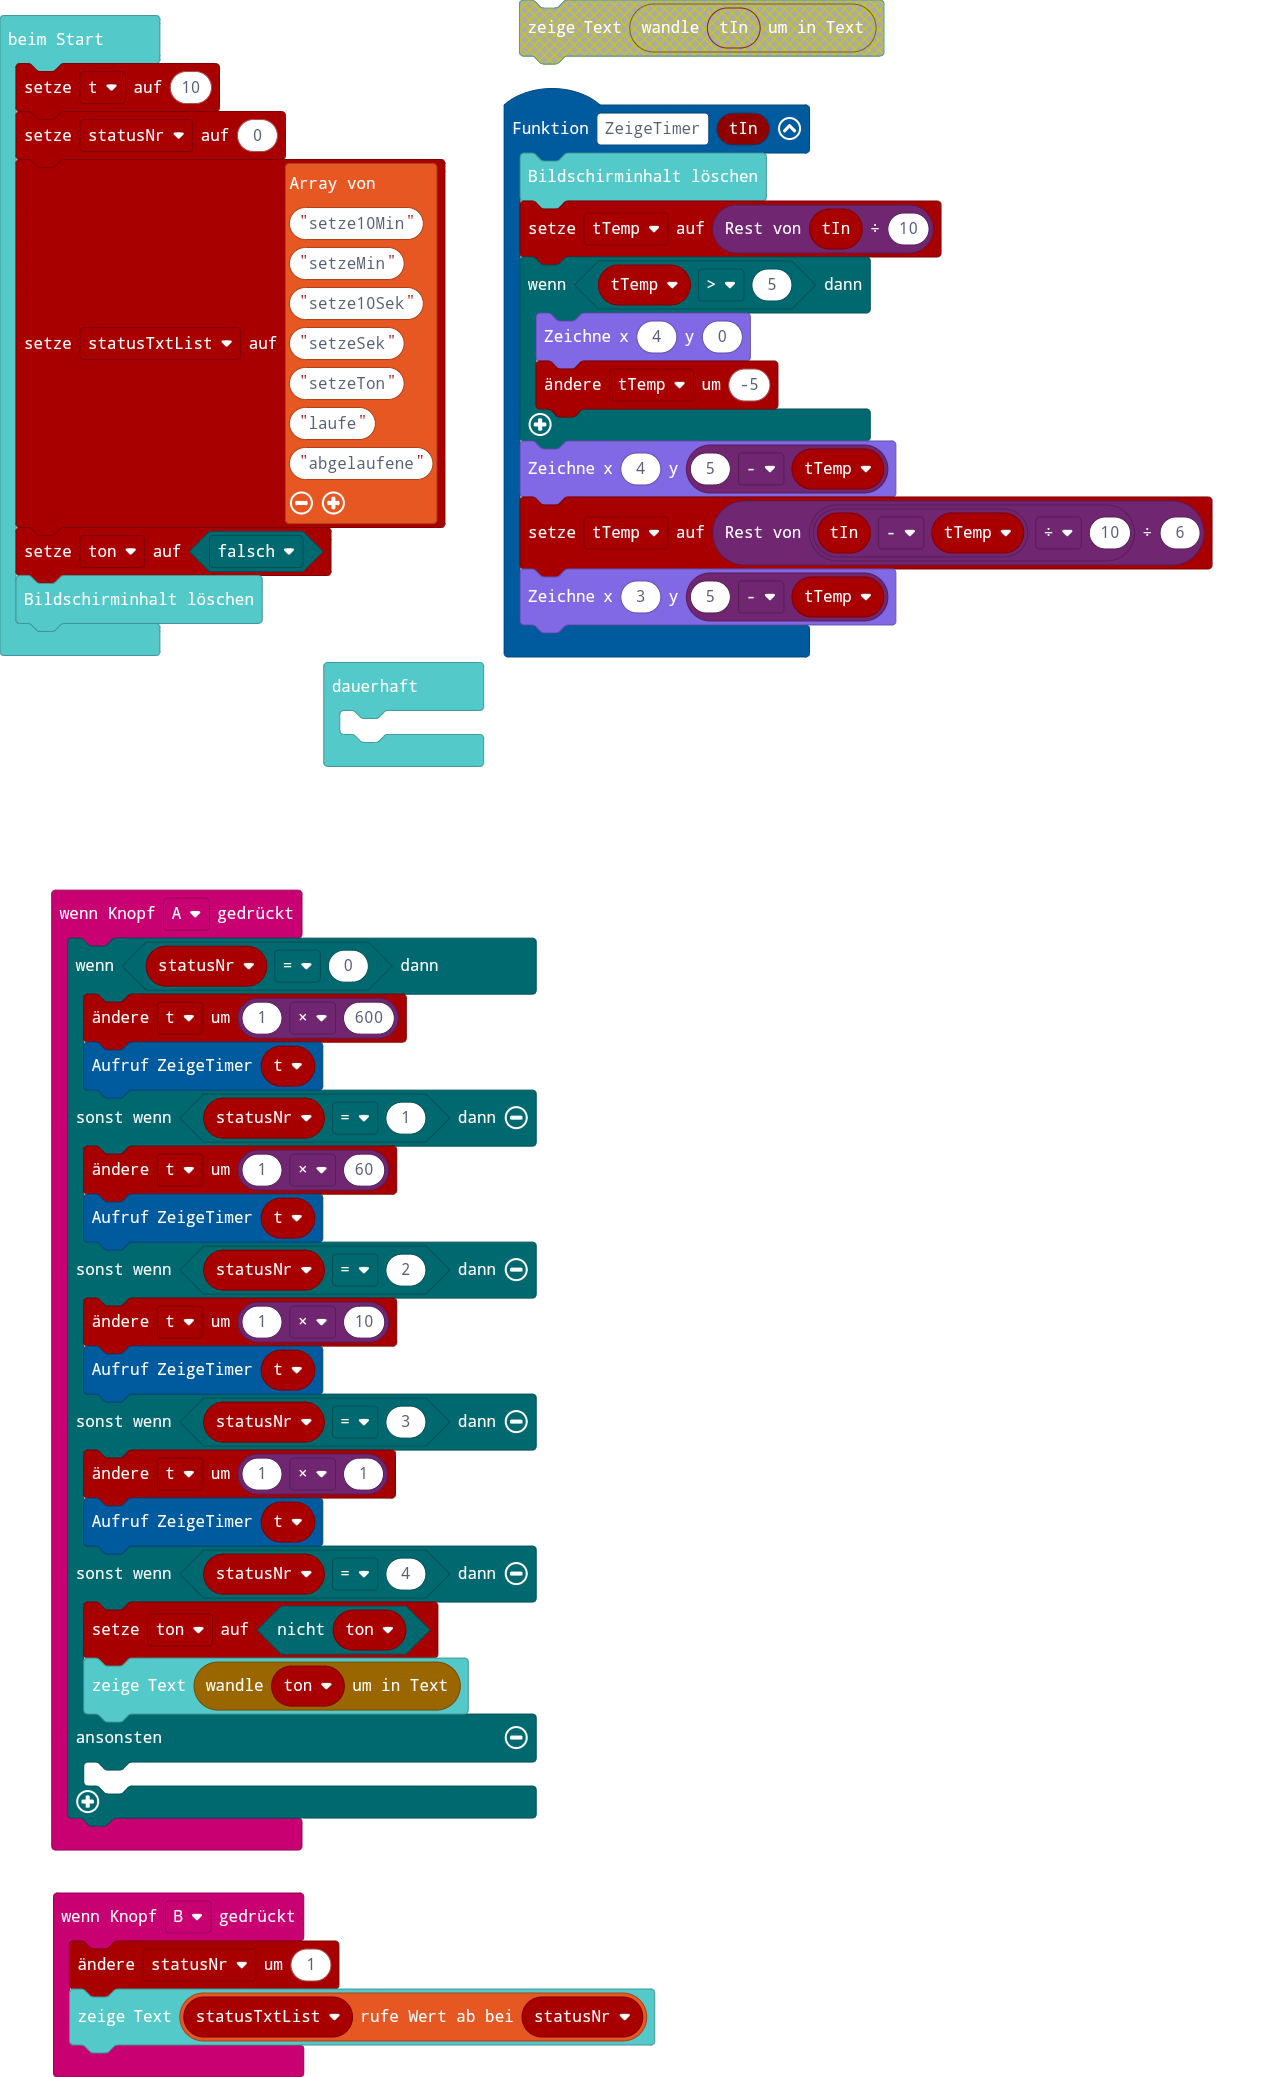 beim Start
setze t auf 10
setze statusNr auf 0
setze statusTxtList auf
Array von
"setze10Min"
"setzeMin"
"setze10Sek"
"setzeSek"
"setzeTon"
"laufe"
"abgelaufene"
setze ton auf falsch
Bildschirminhalt löschen
zeige Text wandle tIn um in Text
Funktion ZeigeTimer tIn
Bildschirminhalt löschen
setze tTemp auf Rest von tIn ÷ 10
wenn tTemp > 5 dann
Zeichne x 4 y 0
ändere tTemp um -5
Zeichne x 4 y 5 - tTemp
setze tTemp auf Rest von tIn - tTemp ÷ 10 ÷ 6
Zeichne x 3 y 5 - tTemp
dauerhaft
wenn Knopf A gedrückt
wenn statusNr = 0 dann
ändere t um 1 × 600
Aufruf ZeigeTimer t
sonst wenn statusNr = 1 dann
ändere t um 1 × 60
Aufruf ZeigeTimer t
sonst wenn statusNr = 2 dann
ändere t um 1 × 10
Aufruf ZeigeTimer t
sonst wenn statusNr = 3 dann
ändere t um 1 × 1
Aufruf ZeigeTimer t
sonst wenn statusNr = 4 dann
setze ton auf nicht ton
zeige Text wandle ton um in Text
ansonsten
wenn Knopf B gedrückt
ändere statusNr um 1
zeige Text statusTxtList rufe Wert ab bei statusNr